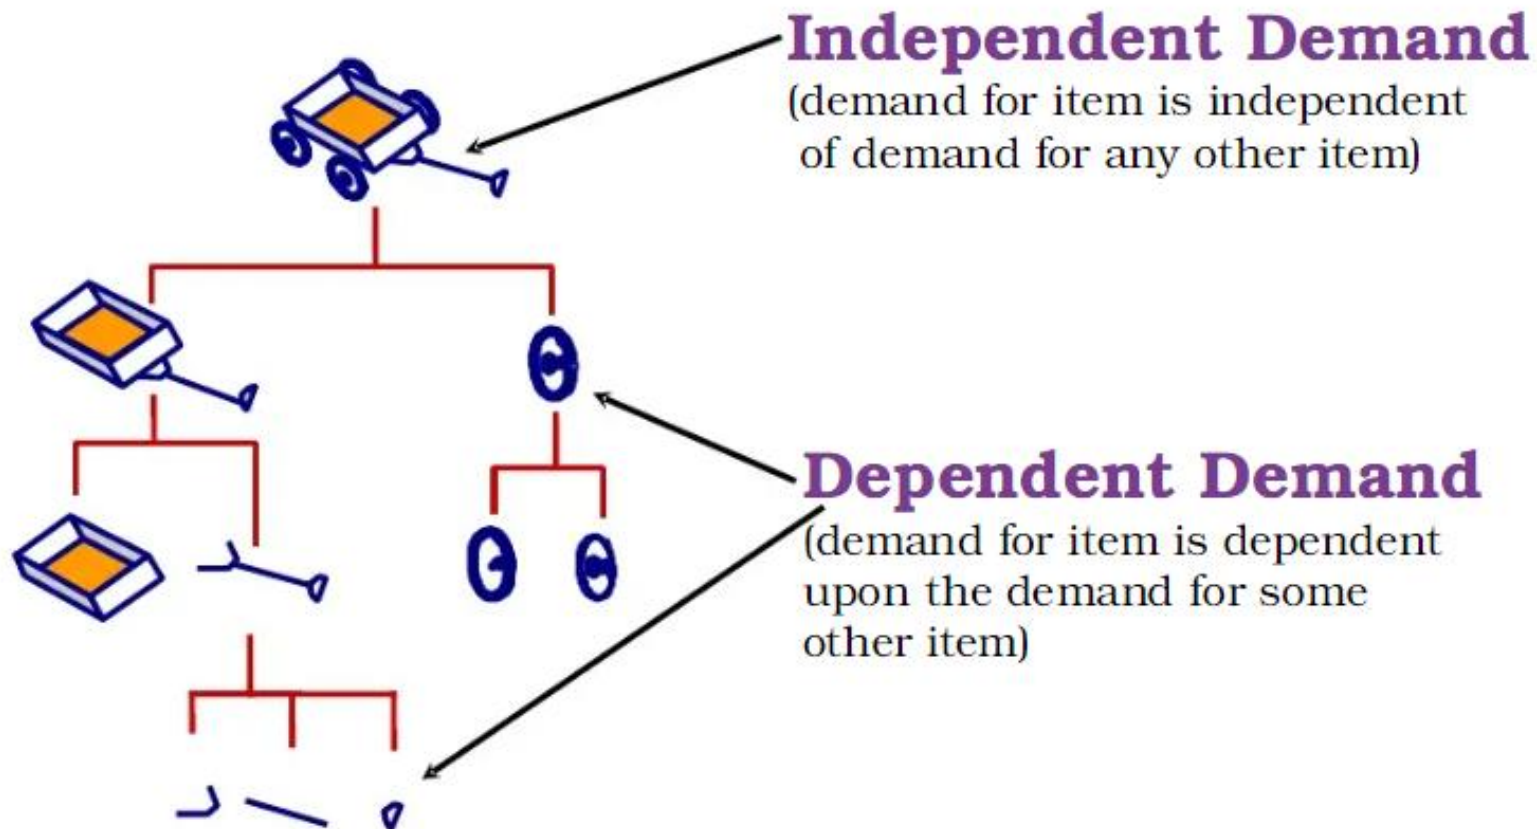 Independent Demand
(demand for item is independent
of demand for any other item)
Dependent Demand
(demand for item is dependent
upon the demand for some
other item)